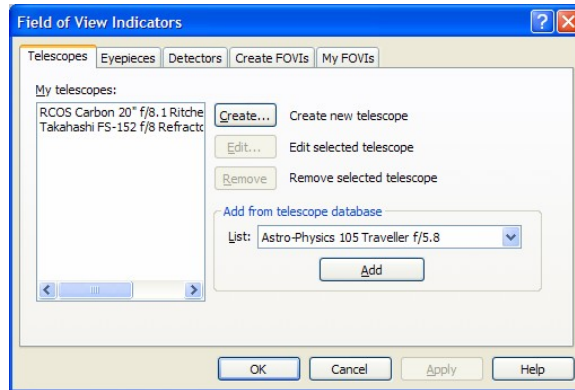 Field of View Indicators
Telescopes Eyepieces Detectors Create FOVIs My FOVIs
My telescopes:
RCOS Carbon 20" f/8.1 Ritche
Takahashi FS-152 f/8 Refracto
Create... Create new telescope
Edit... Edit selected telescope
Remove Remove selected telescope
Add from telescope database
List: Astro-Physics 105 Traveller f/5.8
Add
OK Cancel Apply Help